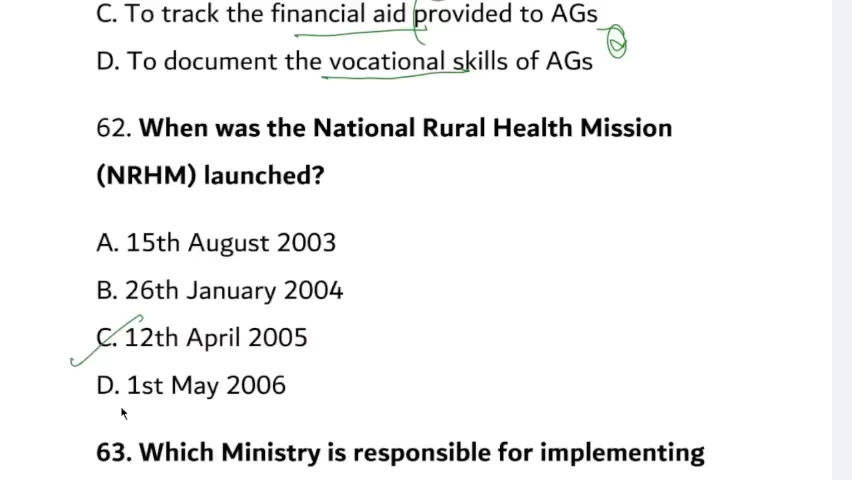 C. To track the financial aid provided to AGs
D. To document the vocational skills of AGs
62. When was the National Rural Health Mission
(NRHM) launched?
A. 15th August 2003
B. 26th January 2004
C. 12th April 2005
D. 1st May 2006
63. Which Ministry is responsible for implementing